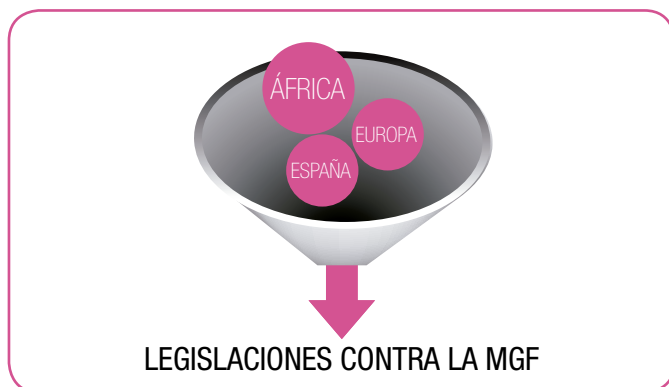 ÁFRICA
EUROPA
ESPAÑA
LEGISLACIONES CONTRA LA MGF